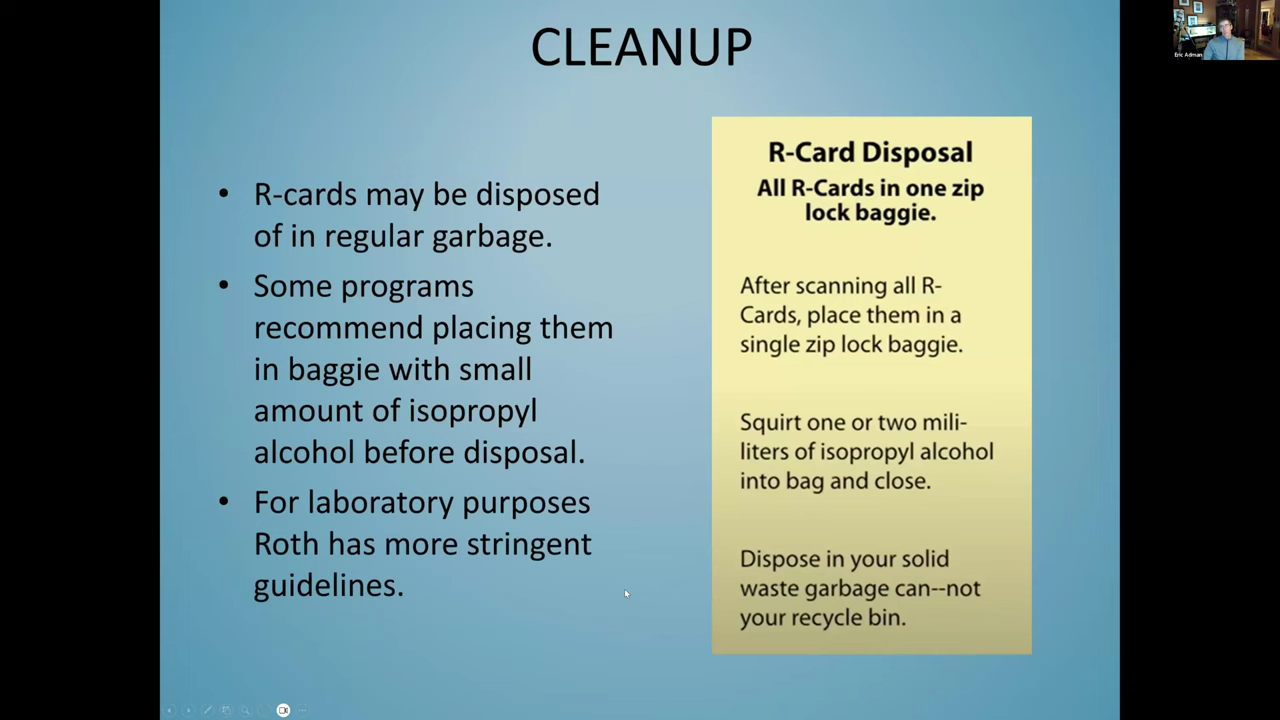 CLEANUP
• R-cards may be disposed
of in regular garbage.
• Some programs
recommend placing them
in baggie with small
amount of isopropyl
alcohol before disposal.
• For laboratory purposes
Roth has more stringent
guidelines.
R-Card Disposal
All R-Cards in one zip
lock baggie.
After scanning all R-
Cards, place them in a
single zip lock baggie.
Squirt one or two mili-
liters of isopropyl alcohol
into bag and close.
Dispose in your solid
waste garbage can--not
your recycle bin.
Eric Adman